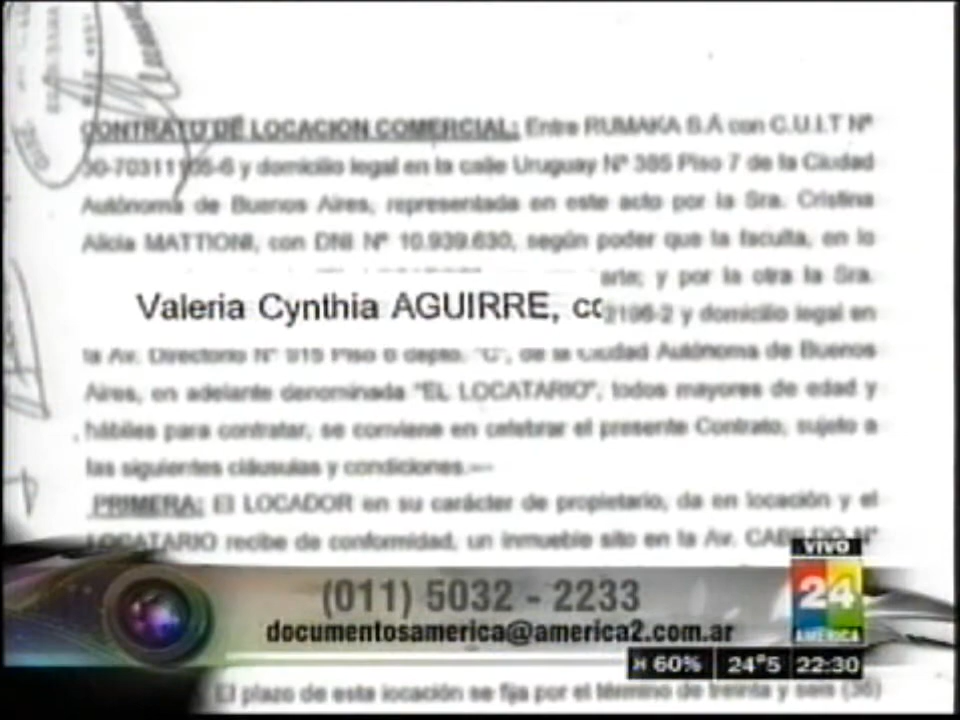 CONTRATO DE LOCACION COMERCIAL: Entre RUMAKA S.A con C.U.I.T Nº
y domicilio legal en la calle Uruguay Nº 385 Piso 7 de la Ciudad
Autónoma de Buenos Aires, representada en este acto por la Sra. Cristina
Alicia MATTIONI, con DNI Nº 10.939.630, según poder que la faculta, en lo
arte; y por la otra la Sra.
Valeria Cynthia AGUIRRE, co
2196-2 y domicilio legal en
la Av. Directorio Nº 915 Piso 6 depto. "C", de la Ciudad Autónoma de Buenos
Aires, en adelante denominada "EL LOCATARIO", todos mayores de edad y
hábiles para contratar, se conviene en celebrar el presente Contrato, sujeto a
las siguientes cláusulas y condiciones.---
PRIMERA: El LOCADOR en su carácter de propietario, da en locación y el
LOCATARIO recibe de conformidad, un inmueble sito en la Av. CABILDO Nº
VIVO
(011) 5032 - 2233
24
documentosamerica@america2.com.ar
AMÉRICA
H 60% 24°5 22:30
El plazo de esta locación se fija por el término de treinta y seis (36)